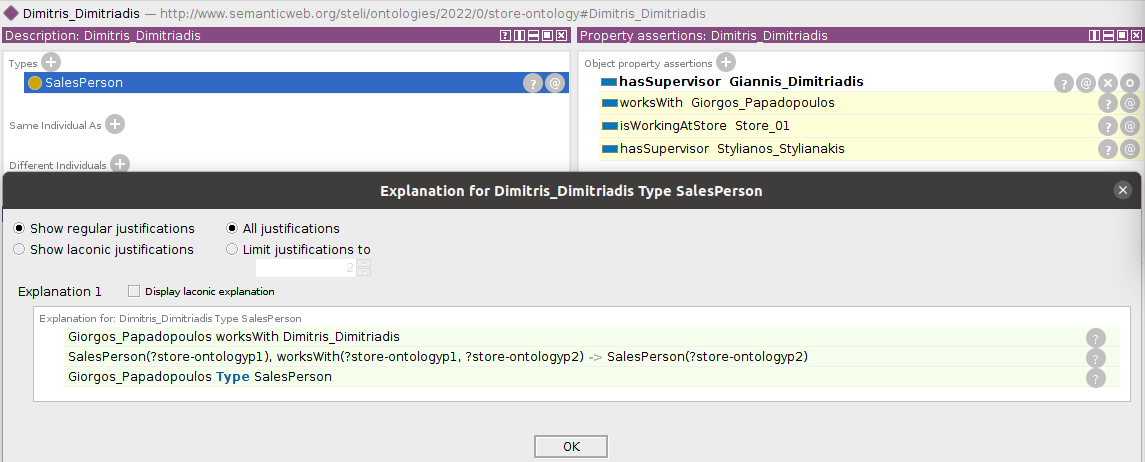 Dimitris_Dimitriadis — http://www.semanticweb.org/steli/ontologies/2022/0/store-ontology#Dimitris_Dimitriadis
Description: Dimitris_Dimitriadis
Types
SalesPerson
Same Individual As
Different Individuals
Property assertions: Dimitris_Dimitriadis
Object property assertions
hasSupervisor Giannis_Dimitriadis
worksWith Giorgos_Papadopoulos
isWorkingAtStore Store_01
hasSupervisor Stylianos_Stylianakis
Explanation for Dimitris_Dimitriadis Type SalesPerson
Show regular justifications
All justifications
Show laconic justifications
Limit justifications to
2
Explanation 1
Display laconic explanation
Explanation for: Dimitris_Dimitriadis Type SalesPerson
Giorgos_Papadopoulos worksWith Dimitris_Dimitriadis
SalesPerson(?store-ontologyp1), worksWith(?store-ontologyp1, ?store-ontologyp2) -> SalesPerson(?store-ontologyp2)
Giorgos_Papadopoulos Type SalesPerson
OK